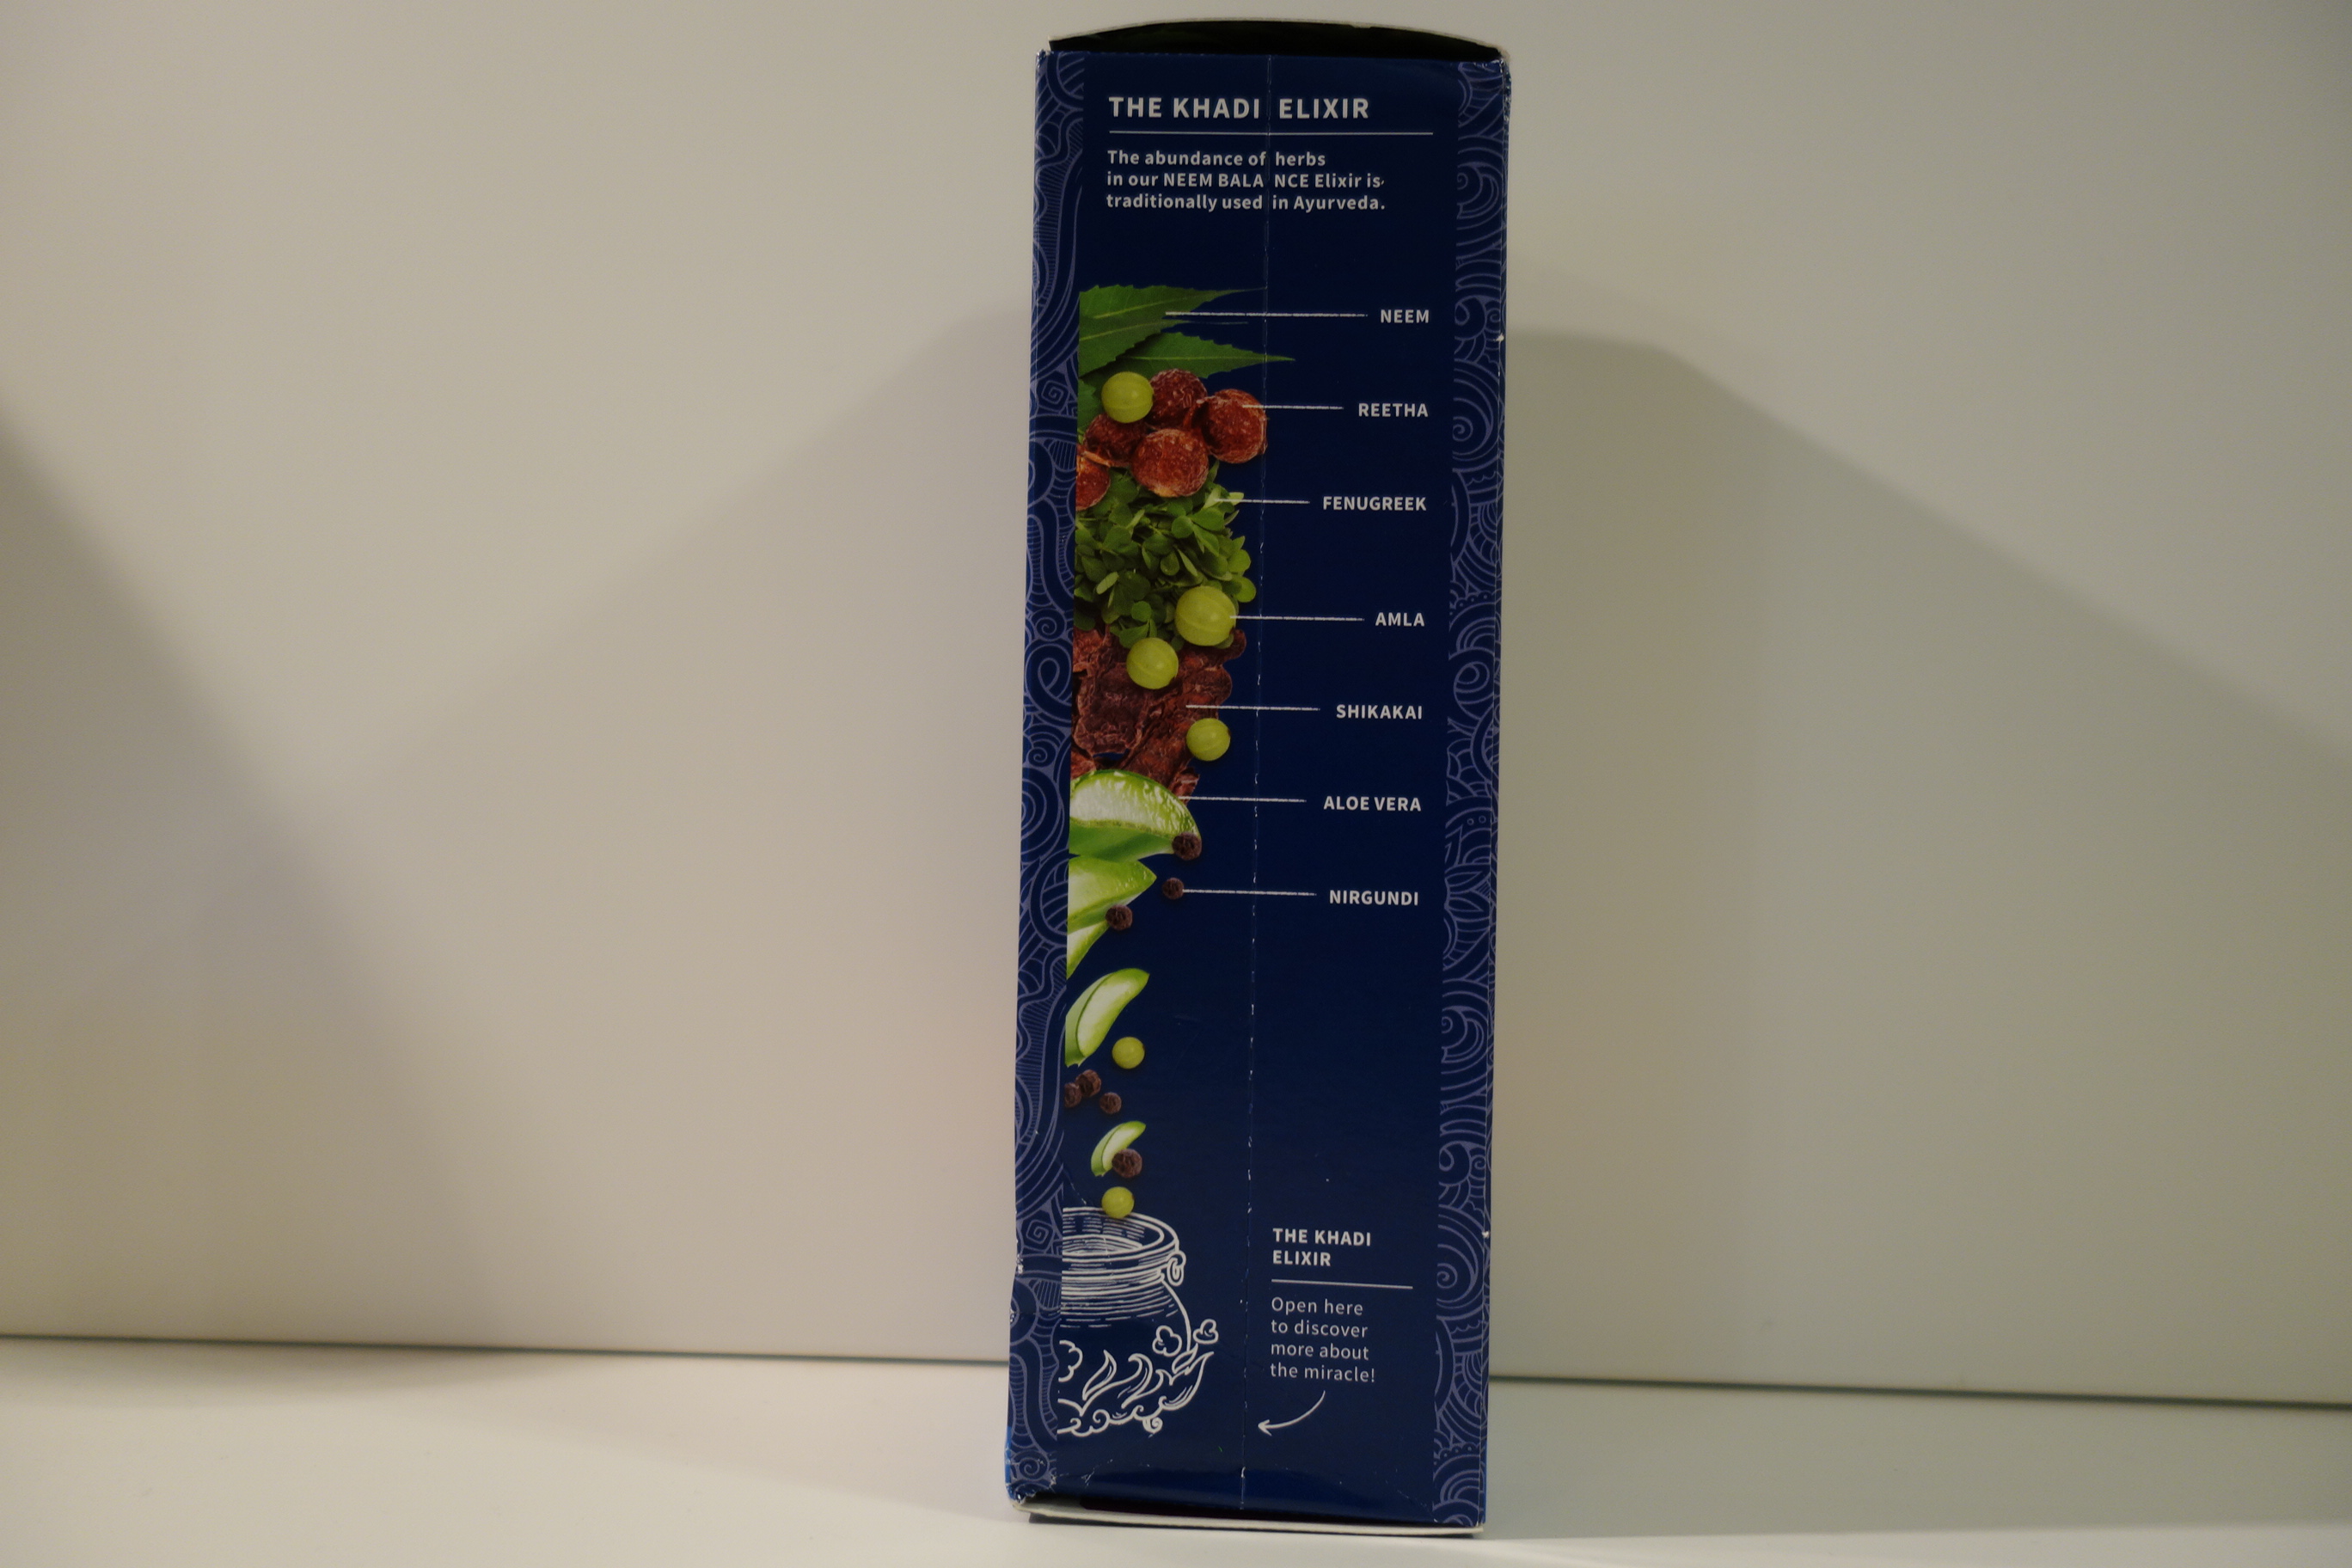 THE KHADI ELIXIR
The abundance of herbs
in our NEEM BALANCE Elixir is
traditionally used in Ayurveda.
NEEM
REETHA
FENUGREEK
AMLA
SHIKAKAI
ALOE VERA
NIRGUNDI
THE KHADI
ELIXIR
Open here
to discover
more about
the miracle!